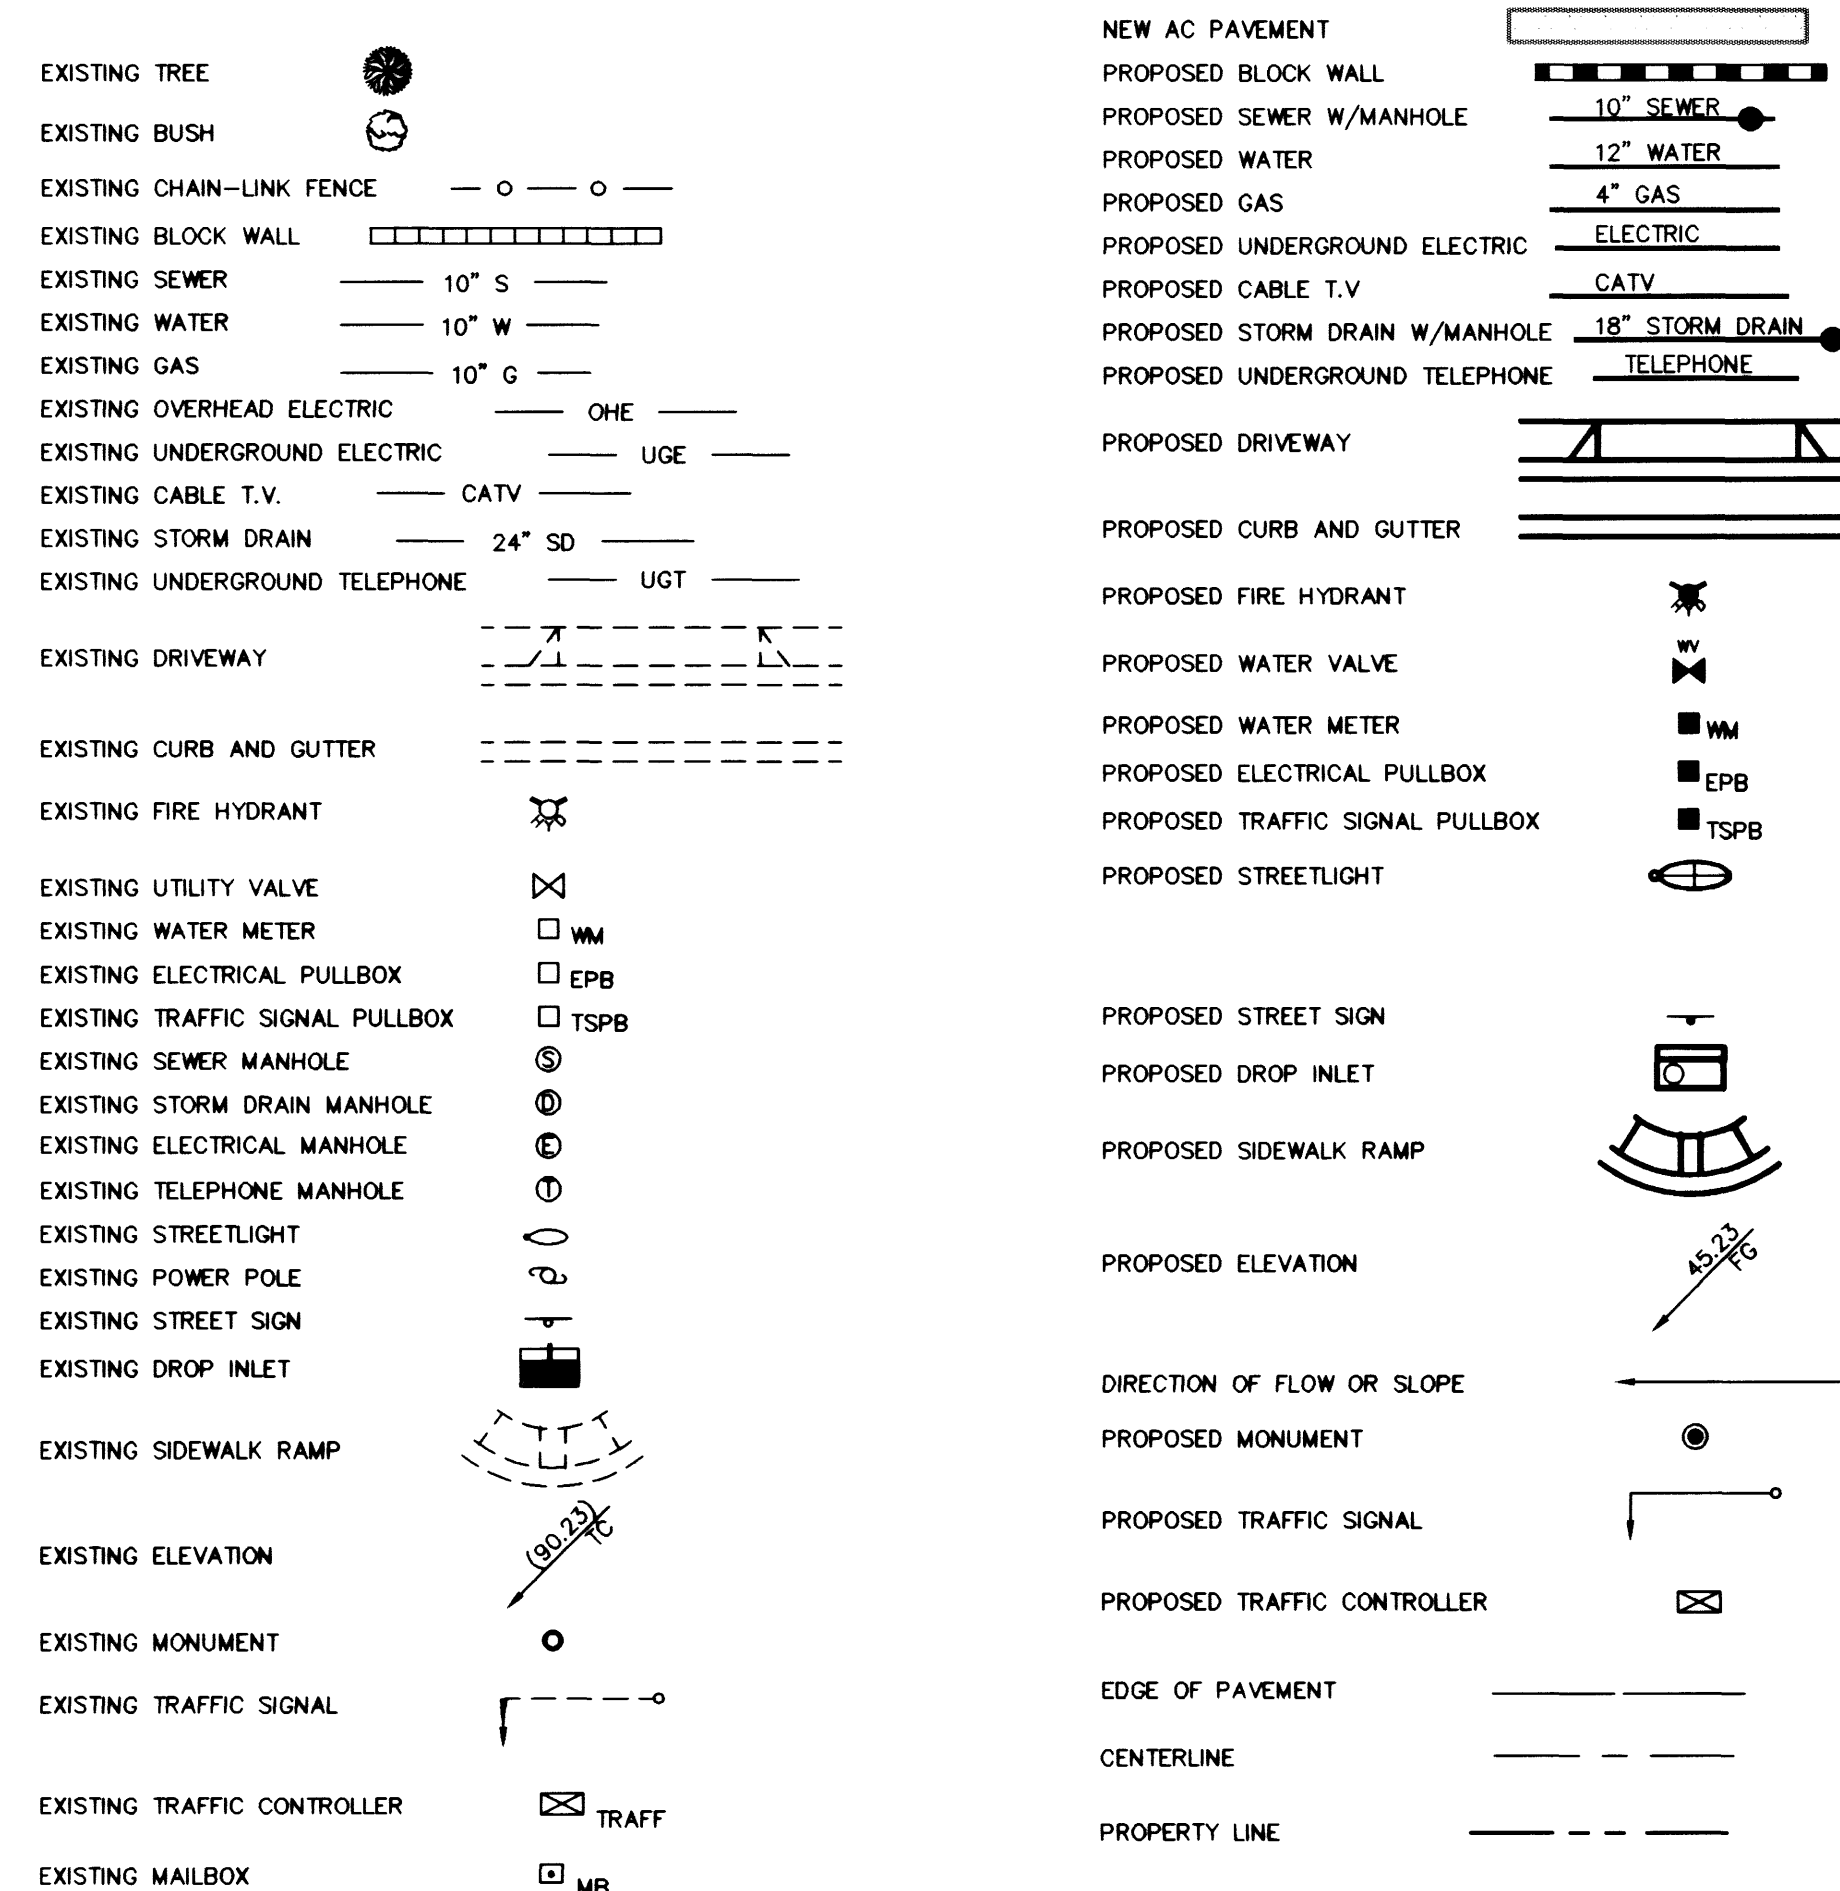 EXISTING TREE
EXISTING BUSH
EXISTING CHAIN-LINK FENCE
EXISTING BLOCK WALL
EXISTING SEWER 10" S
EXISTING WATER 10" W
EXISTING GAS 10" G
EXISTING OVERHEAD ELECTRIC OHE
EXISTING UNDERGROUND ELECTRIC UGE
EXISTING CABLE T.V. CATV
EXISTING STORM DRAIN 24" SD
EXISTING UNDERGROUND TELEPHONE UGT
EXISTING DRIVEWAY
EXISTING CURB AND GUTTER
EXISTING FIRE HYDRANT
EXISTING UTILITY VALVE
EXISTING WATER METER WM
EXISTING ELECTRICAL PULLBOX EPB
EXISTING TRAFFIC SIGNAL PULLBOX TSPB
EXISTING SEWER MANHOLE S
EXISTING STORM DRAIN MANHOLE D
EXISTING ELECTRICAL MANHOLE E
EXISTING TELEPHONE MANHOLE T
EXISTING STREETLIGHT
EXISTING POWER POLE
EXISTING STREET SIGN
EXISTING DROP INLET
EXISTING SIDEWALK RAMP
EXISTING ELEVATION (90.23) TC
EXISTING MONUMENT
EXISTING TRAFFIC SIGNAL
EXISTING TRAFFIC CONTROLLER TRAFF
EXISTING MAILBOX MB
NEW AC PAVEMENT
PROPOSED BLOCK WALL
PROPOSED SEWER W/MANHOLE 10" SEWER
PROPOSED WATER 12" WATER
PROPOSED GAS 4" GAS
PROPOSED UNDERGROUND ELECTRIC ELECTRIC
PROPOSED CABLE T.V CATV
PROPOSED STORM DRAIN W/MANHOLE 18" STORM DRAIN
PROPOSED UNDERGROUND TELEPHONE TELEPHONE
PROPOSED DRIVEWAY
PROPOSED CURB AND GUTTER
PROPOSED FIRE HYDRANT
PROPOSED WATER VALVE WV
PROPOSED WATER METER WM
PROPOSED ELECTRICAL PULLBOX EPB
PROPOSED TRAFFIC SIGNAL PULLBOX TSPB
PROPOSED STREETLIGHT
PROPOSED STREET SIGN
PROPOSED DROP INLET
PROPOSED SIDEWALK RAMP
PROPOSED ELEVATION 45.23 FG
DIRECTION OF FLOW OR SLOPE
PROPOSED MONUMENT
PROPOSED TRAFFIC SIGNAL
PROPOSED TRAFFIC CONTROLLER
EDGE OF PAVEMENT
CENTERLINE
PROPERTY LINE